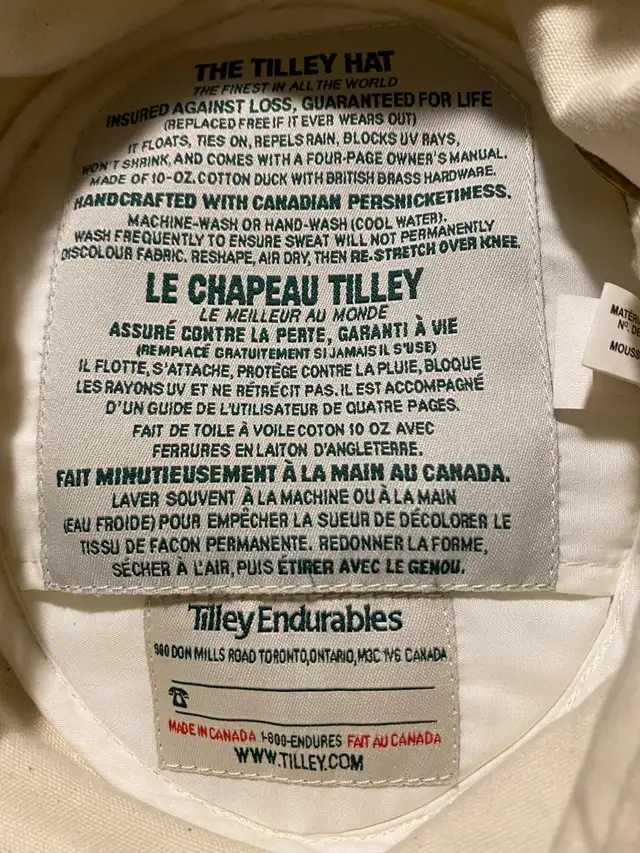 THE TILLEY HAT
THE FINEST IN ALL THE WORLD
INSURED AGAINST LOSS, GUARANTEED FOR LIFE
(REPLACED FREE IF IT EVER WEARS OUT)
IT FLOATS, TIES ON, REPELS RAIN, BLOCKS UV RAYS,
WON'T SHRINK, AND COMES WITH A FOUR-PAGE OWNER'S MANUAL.
MADE OF 10-OZ. COTTON DUCK WITH BRITISH BRASS HARDWARE.
HANDCRAFTED WITH CANADIAN PERSNICKETINESS.
MACHINE-WASH OR HAND-WASH (COOL WATER).
WASH FREQUENTLY TO ENSURE SWEAT WILL NOT PERMANENTLY
DISCOLOUR FABRIC. RESHAPE, AIR DRY, THEN RE-STRETCH OVER KNEE.
LE CHAPEAU TILLEY
LE MEILLEUR AU MONDE
ASSURÉ CONTRE LA PERTE, GARANTI À VIE
(REMPLACÉ GRATUITEMENT SI JAMAIS IL S'USE)
IL FLOTTE, S'ATTACHE, PROTÈGE CONTRE LA PLUIE, BLOQUE
LES RAYONS UV ET NE RÉTRÉCIT PAS. IL EST ACCOMPAGNÉ
D'UN GUIDE DE L'UTILISATEUR DE QUATRE PAGES.
FAIT DE TOILE À VOILE COTON 10 OZ AVEC
FERRURES EN LAITON D'ANGLETERRE.
FAIT MINUTIEUSEMENT À LA MAIN AU CANADA.
LAVER SOUVENT À LA MACHINE OU À LA MAIN
(EAU FROIDE) POUR EMPÊCHER LA SUEUR DE DÉCOLORER LE
TISSU DE FACON PERMANENTE. REDONNER LA FORME,
SÉCHER À L'AIR, PUIS ÉTIRER AVEC LE GENOU.
Tilley Endurables
900 DON MILLS ROAD TORONTO, ONTARIO, M3C 1V6 CANADA
MADE IN CANADA 1-800-ENDURES FAIT AU CANADA
WWW.TILLEY.COM
MATÉRI
Nº DE
MOUSS